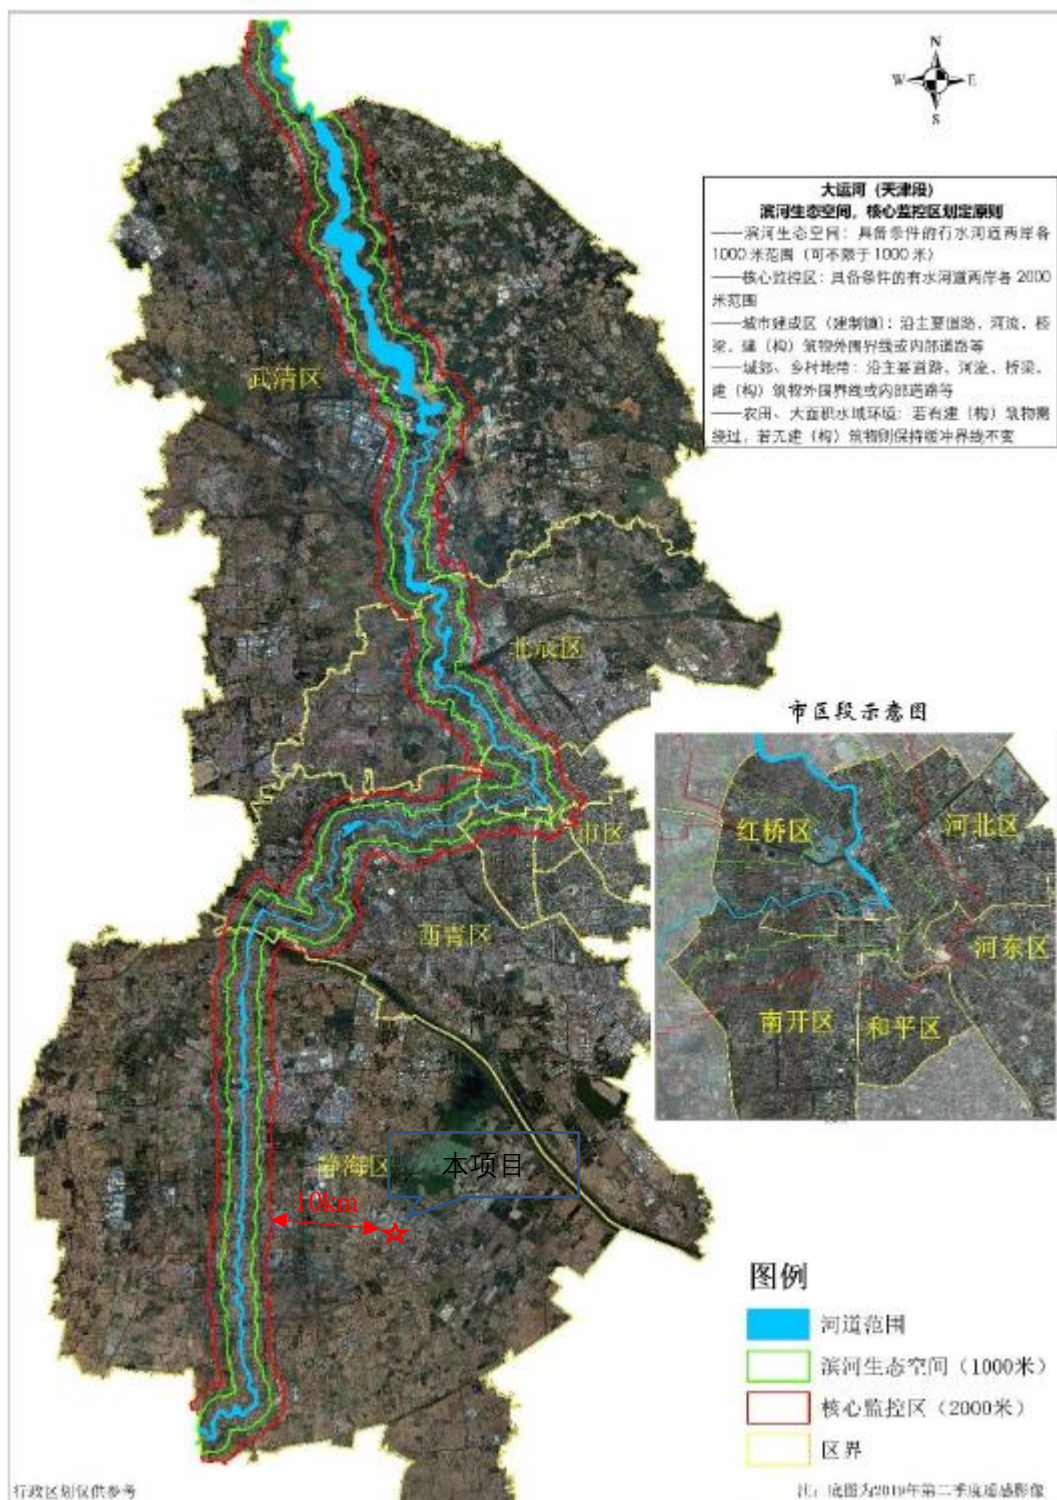 N
W E
S
大运河（天津段）
滨河生态空间，核心监控区划定原则
——滨河生态空间：具备条件的有水河道两岸各
1000米范围（可不限于1000米）
——核心监控区：具备条件的有水河道两岸各2000
米范围
——城市建成区（建制镇）：沿主要道路、河流、桥
梁、建（构）筑物外围界线或内部道路等
——城郊、乡村地带：沿主要道路、河流、桥梁、
建（构）筑物外围界线或内部道路等
——农田、大面积水域环境：若有建（构）筑物需
绕过，若无建（构）筑物则保持缓冲界线不变
武清区
北辰区
市区
西青区
静海区
本项目
10km
市区段示意图
红桥区
河北区
河东区
南开区
和平区
图例
河道范围
滨河生态空间（1000米）
核心监控区（2000米）
区界
行政区划仅供参考
注：底图为2019年第二季度遥感影像